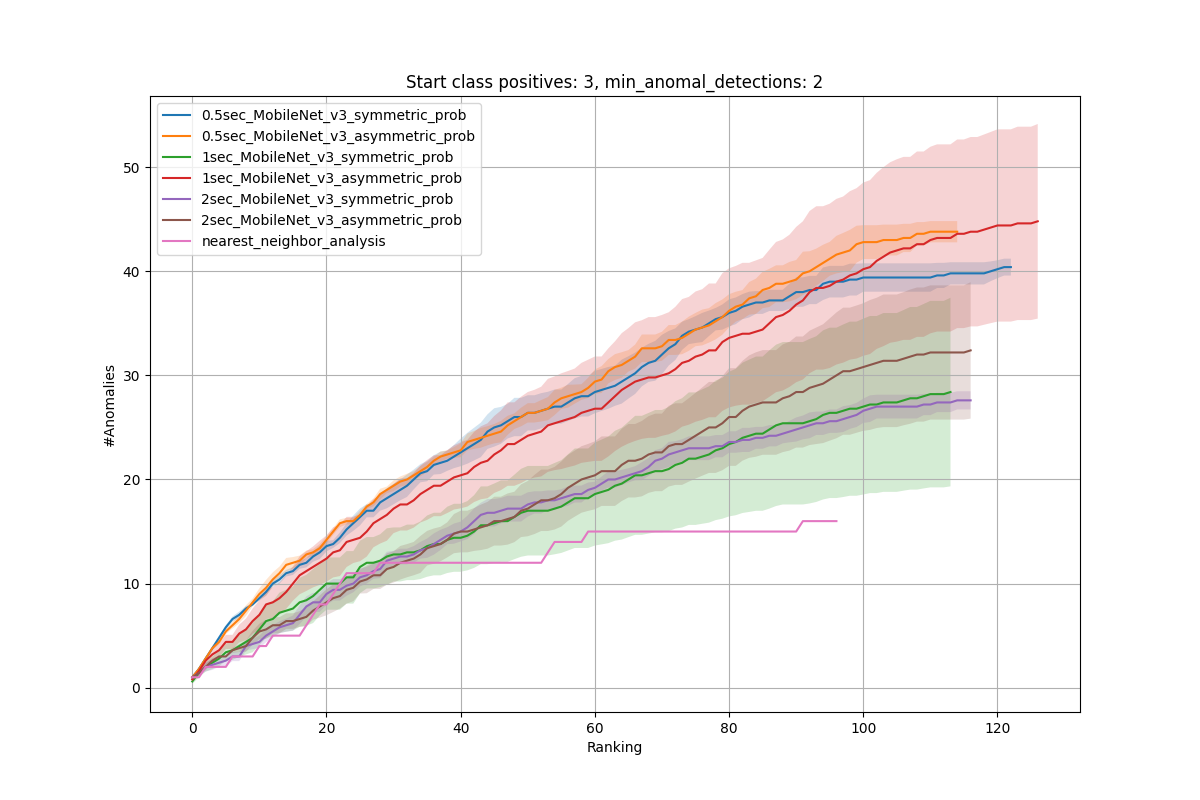 Start class positives: 3, min_anomal_detections: 2
0.5sec_MobileNet_v3_symmetric_prob
0.5sec_MobileNet_v3_asymmetric_prob
1sec_MobileNet_v3_symmetric_prob
1sec_MobileNet_v3_asymmetric_prob
2sec_MobileNet_v3_symmetric_prob
2sec_MobileNet_v3_asymmetric_prob
nearest_neighbor_analysis
50
40
30
20
10
0
#Anomalies
0 20 40 60 80 100 120
Ranking